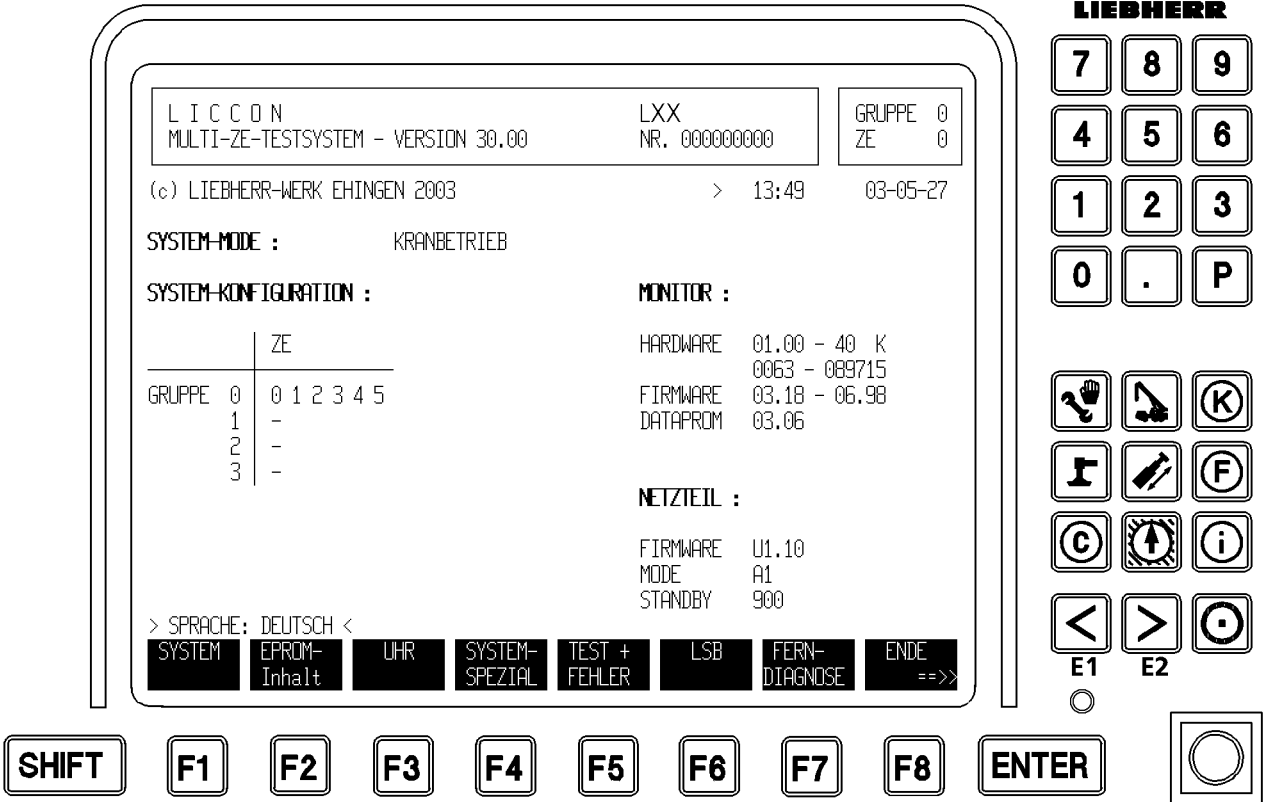 LIEBHERR
L I C C O N LXX GRUPPE 0
MULTI-ZE-TESTSYSTEM - VERSION 30.00 NR. 000000000 ZE 0
(c) LIEBHERR-WERK EHINGEN 2003 > 13:49 03-05-27
SYSTEM-MODE : KRANBETRIEB
SYSTEM-KONFIGURATION : MONITOR :
ZE HARDWARE 01.00 - 40 K
0063 - 089715
GRUPPE 0 0 1 2 3 4 5 FIRMWARE 03.18 - 06.98
1 - DATAPROM 03.06
2 -
3 -
NETZTEIL :
FIRMWARE U1.10
MODE A1
STANDBY 900
> SPRACHE: DEUTSCH <
SYSTEM EPROM- UHR SYSTEM- TEST + LSB FERN- ENDE
Inhalt SPEZIAL FEHLER DIAGNOSE ==>>
7 8 9
4 5 6
1 2 3
0 . P
K
F
C i
< >
E1 E2
SHIFT F1 F2 F3 F4 F5 F6 F7 F8 ENTER